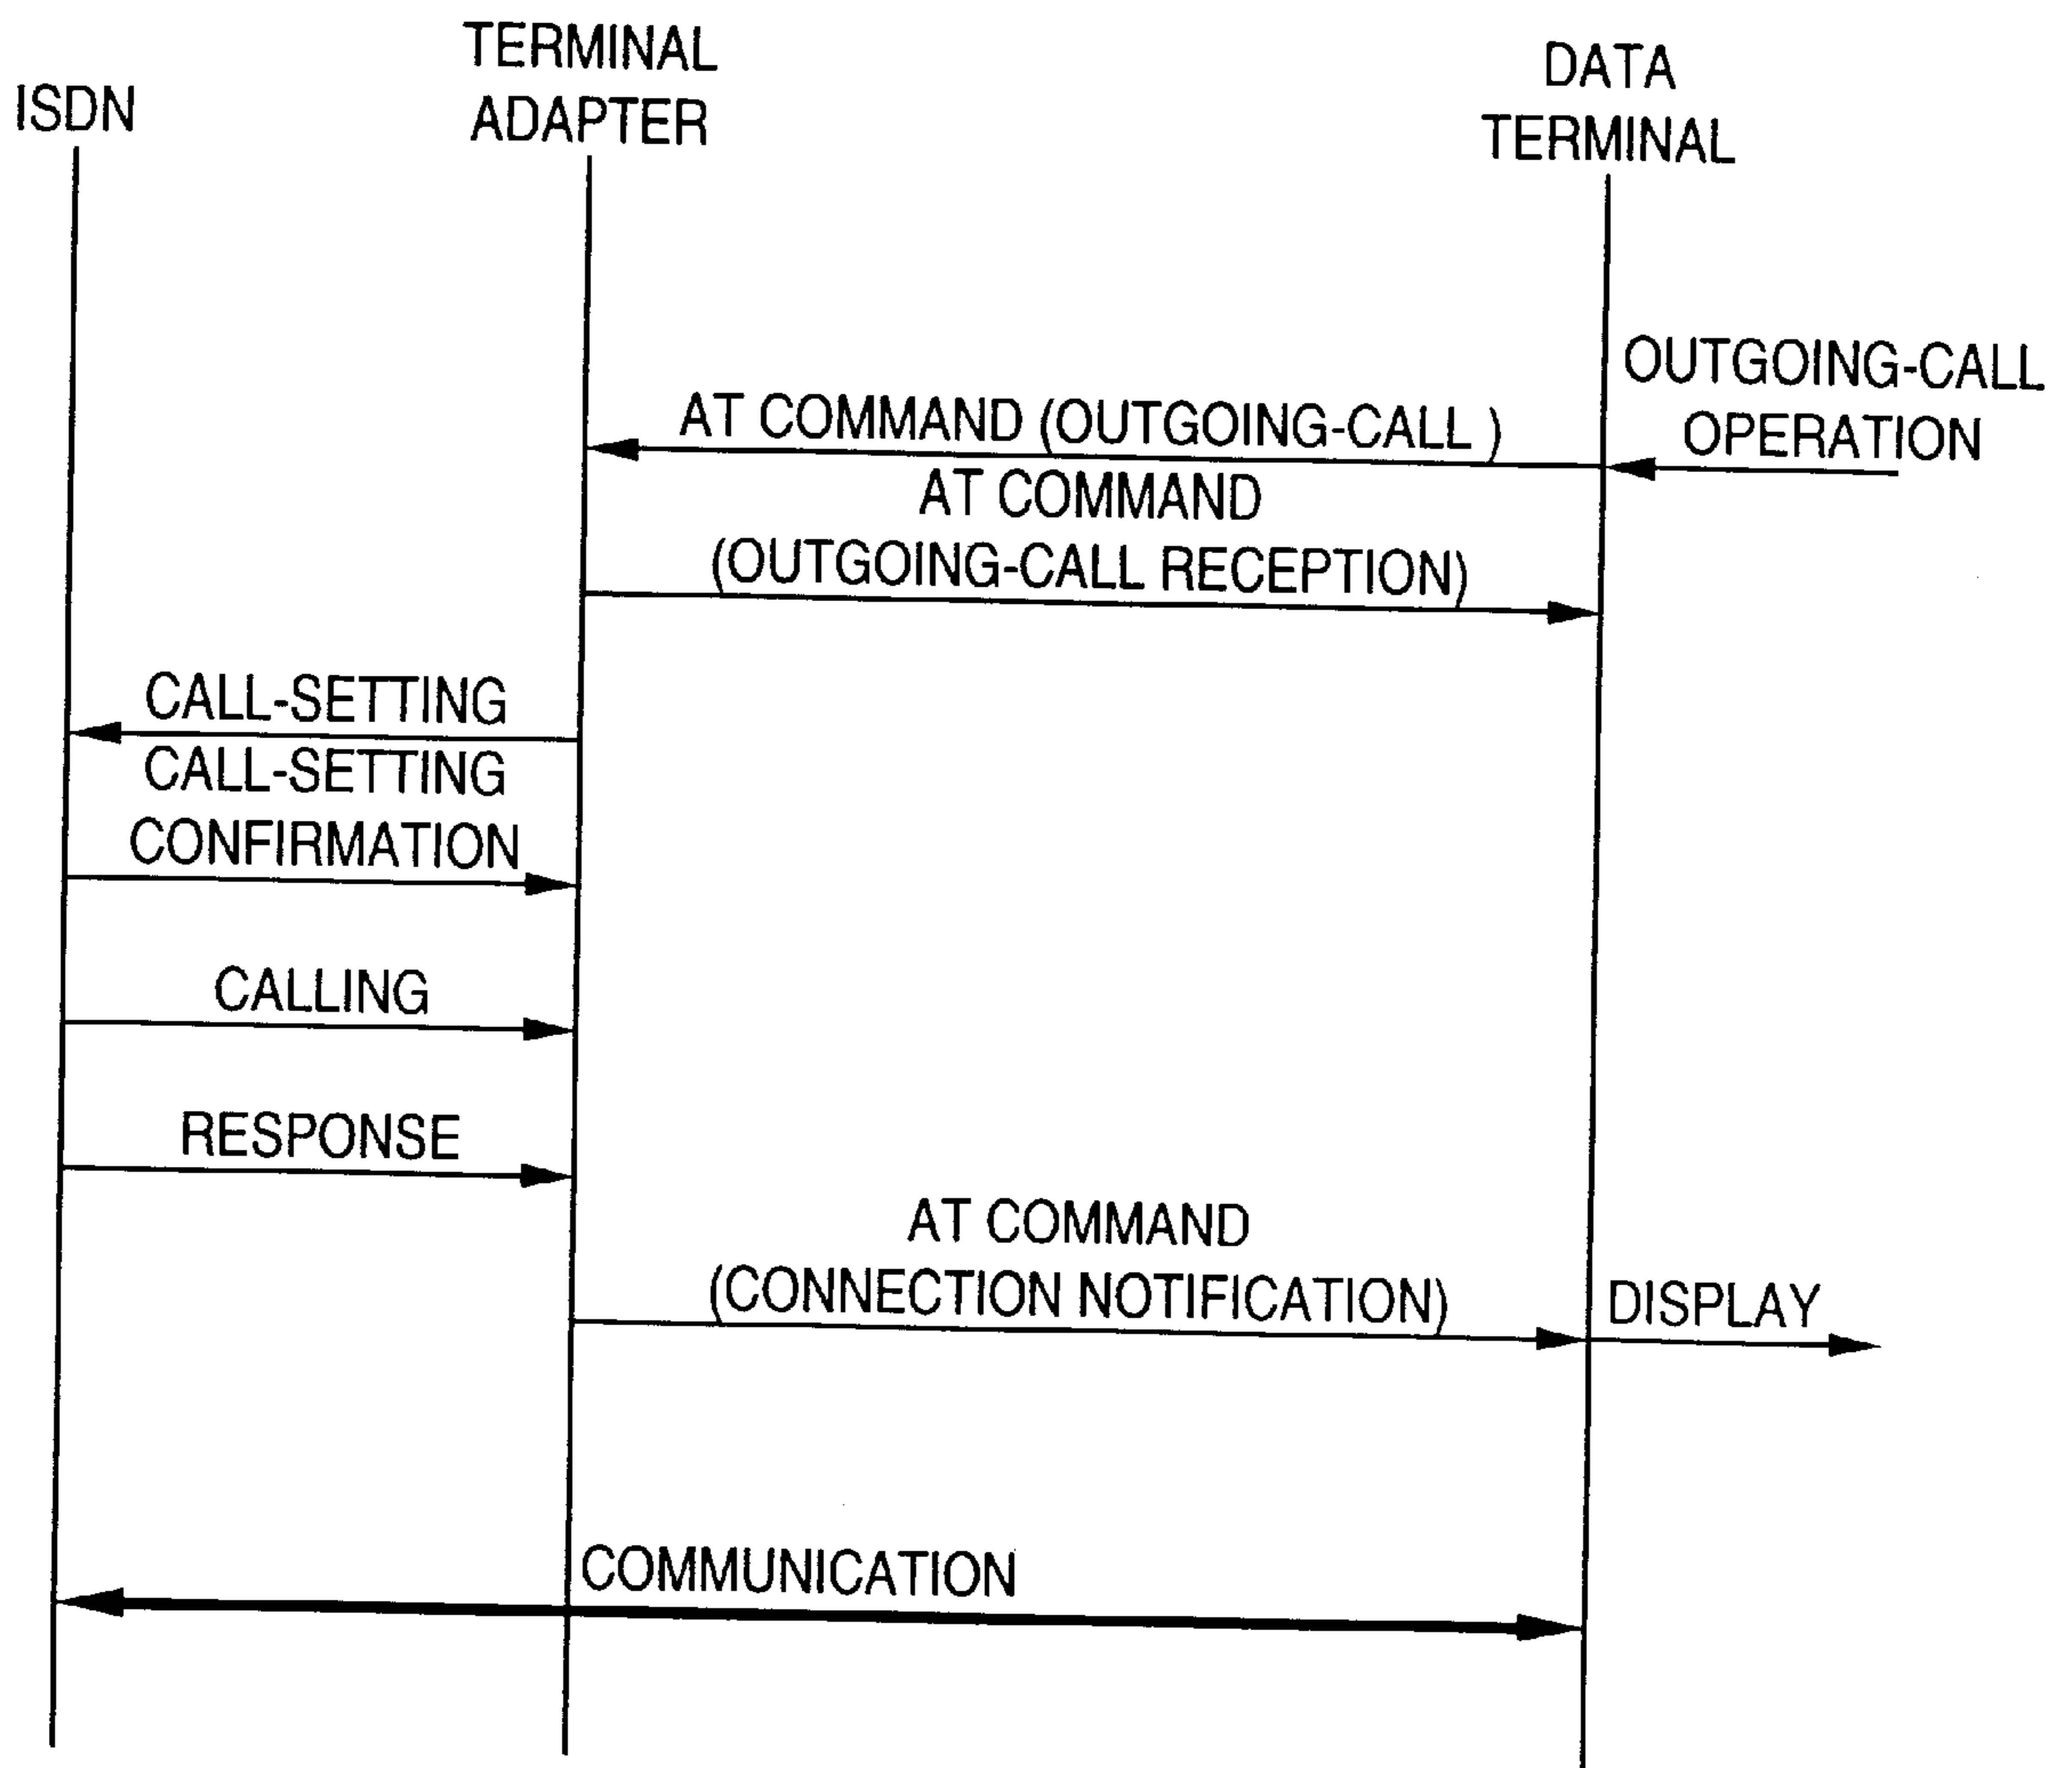 ISDN
TERMINAL
ADAPTER
DATA
TERMINAL
OUTGOING-CALL
OPERATION
AT COMMAND (OUTGOING-CALL )
AT COMMAND
(OUTGOING-CALL RECEPTION)
CALL-SETTING
CALL-SETTING
CONFIRMATION
CALLING
RESPONSE
AT COMMAND
(CONNECTION NOTIFICATION)
DISPLAY
COMMUNICATION